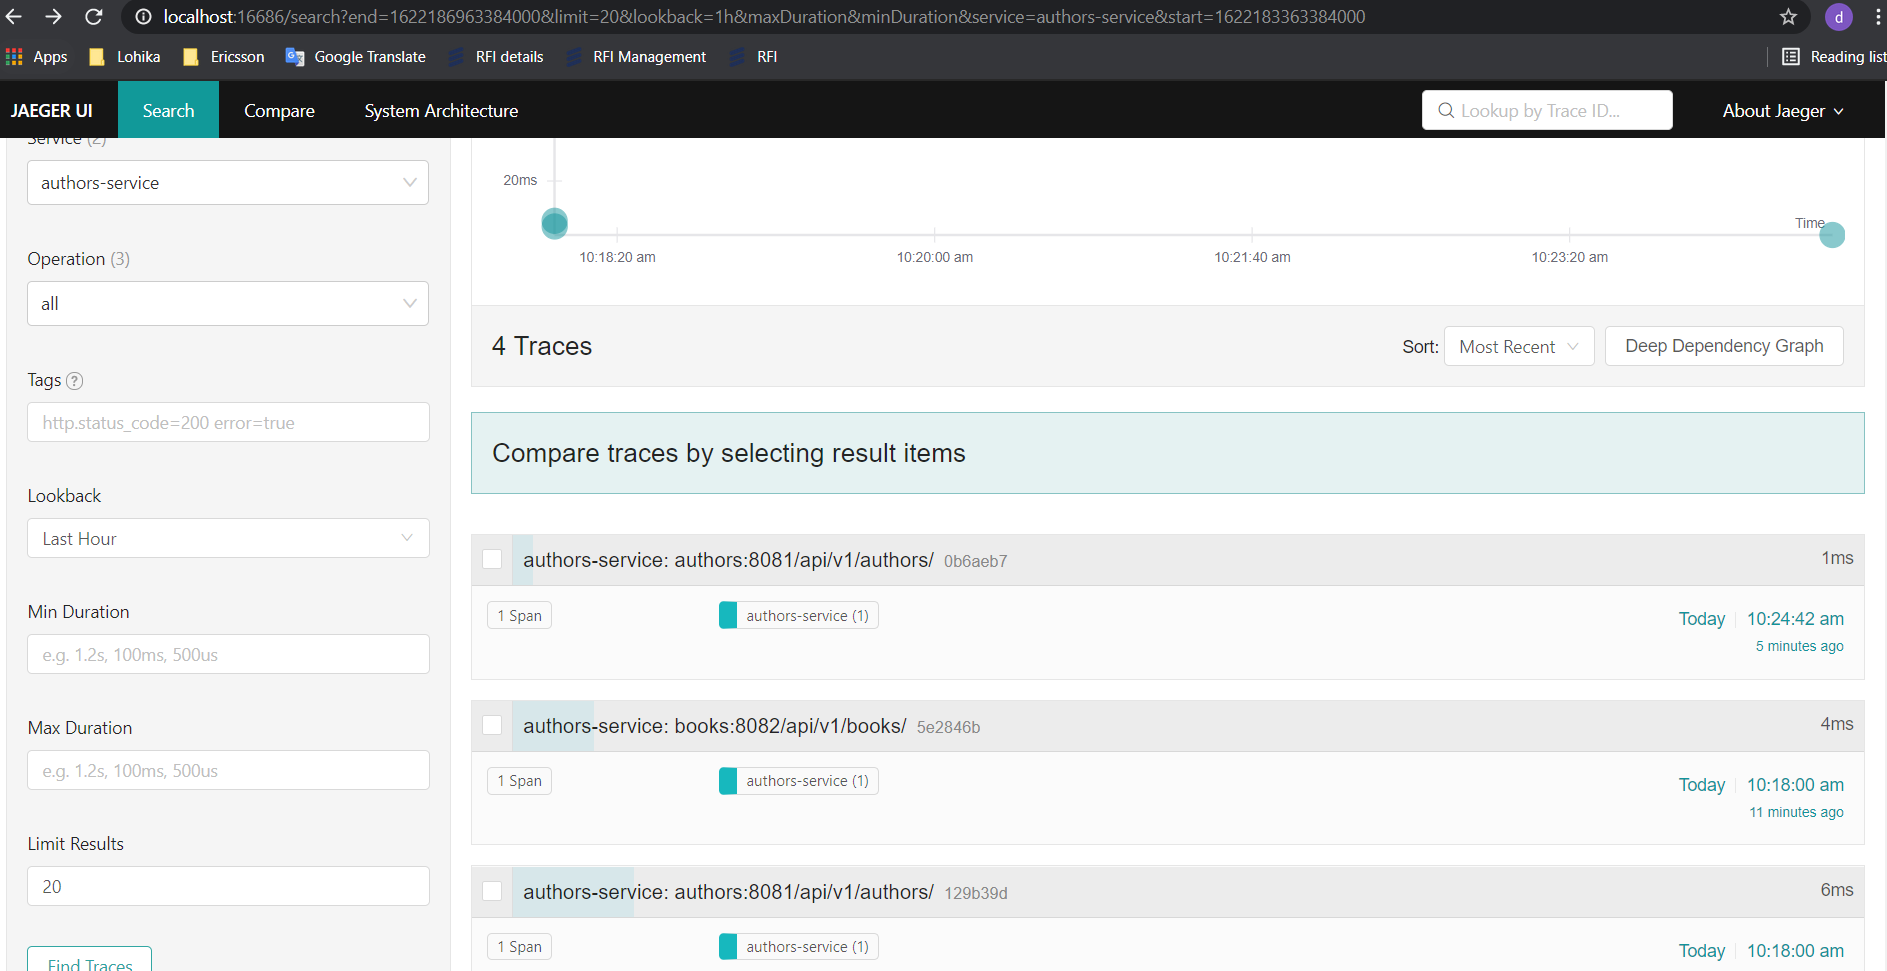 localhost:16686/search?end=1622186963384000&limit=20&lookback=1h&maxDuration&minDuration&service=authors-service&start=1622183363384000
d
Apps Lohika Ericsson Google Translate RFI details RFI Management RFI Reading list
JAEGER UI Search Compare System Architecture Lookup by Trace ID... About Jaeger
Service (2)
authors-service
Operation (3)
all
Tags ?
http.status_code=200 error=true
Lookback
Last Hour
Min Duration
e.g. 1.2s, 100ms, 500us
Max Duration
e.g. 1.2s, 100ms, 500us
Limit Results
20
Find Traces
20ms
Time
10:18:20 am 10:20:00 am 10:21:40 am 10:23:20 am
4 Traces Sort: Most Recent Deep Dependency Graph
Compare traces by selecting result items
authors-service: authors:8081/api/v1/authors/ 0b6aeb7 1ms
1 Span authors-service (1) Today 10:24:42 am
5 minutes ago
authors-service: books:8082/api/v1/books/ 5e2846b 4ms
1 Span authors-service (1) Today 10:18:00 am
11 minutes ago
authors-service: authors:8081/api/v1/authors/ 129b39d 6ms
1 Span authors-service (1) Today 10:18:00 am